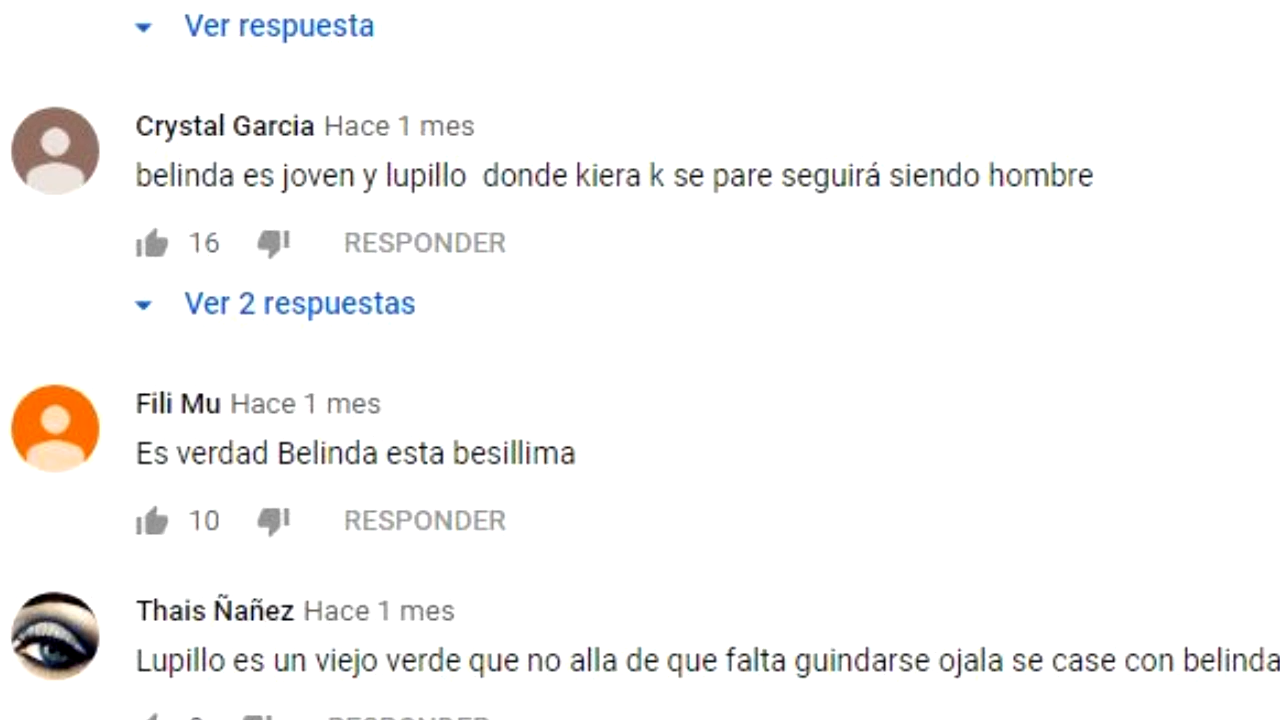 Ver respuesta
Crystal Garcia Hace 1 mes
belinda es joven y lupillo  donde kiera k se pare seguirá siendo hombre
16 RESPONDER
Ver 2 respuestas
Fili Mu Hace 1 mes
Es verdad Belinda esta besillima
10 RESPONDER
Thais Ñañez Hace 1 mes
Lupillo es un viejo verde que no alla de que falta guindarse ojala se case con belinda
RESPONDER